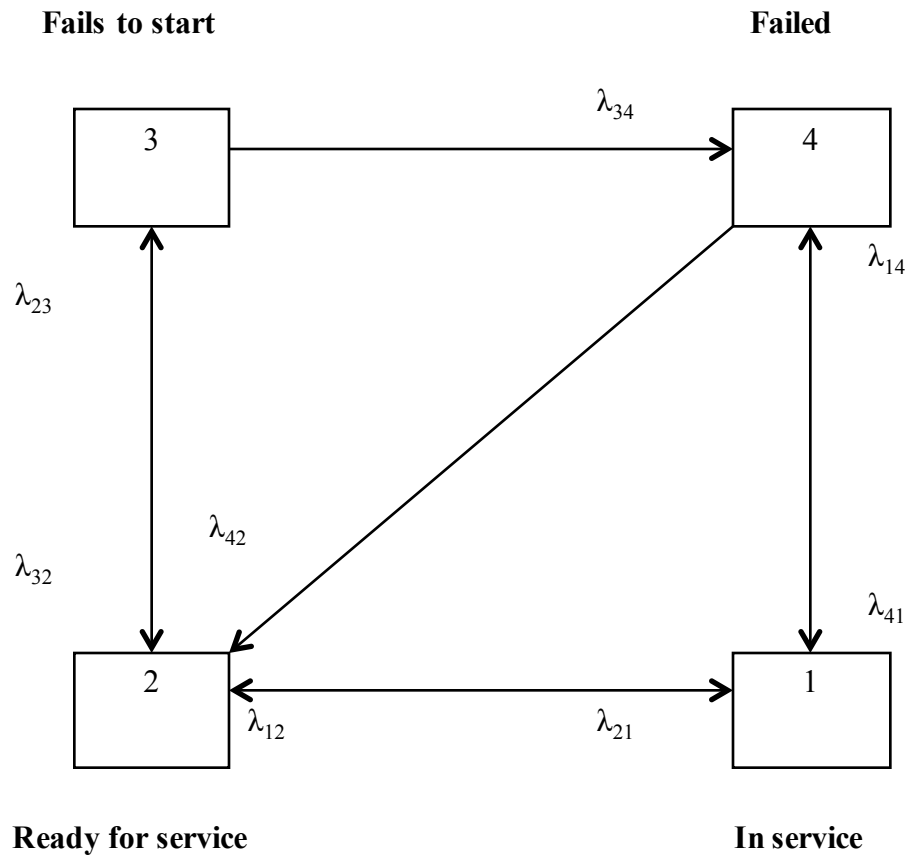 Fails to start
Failed
λ34
3
4
λ14
λ23
λ42
λ32
λ41
2
1
λ12
λ21
Ready for service
In service